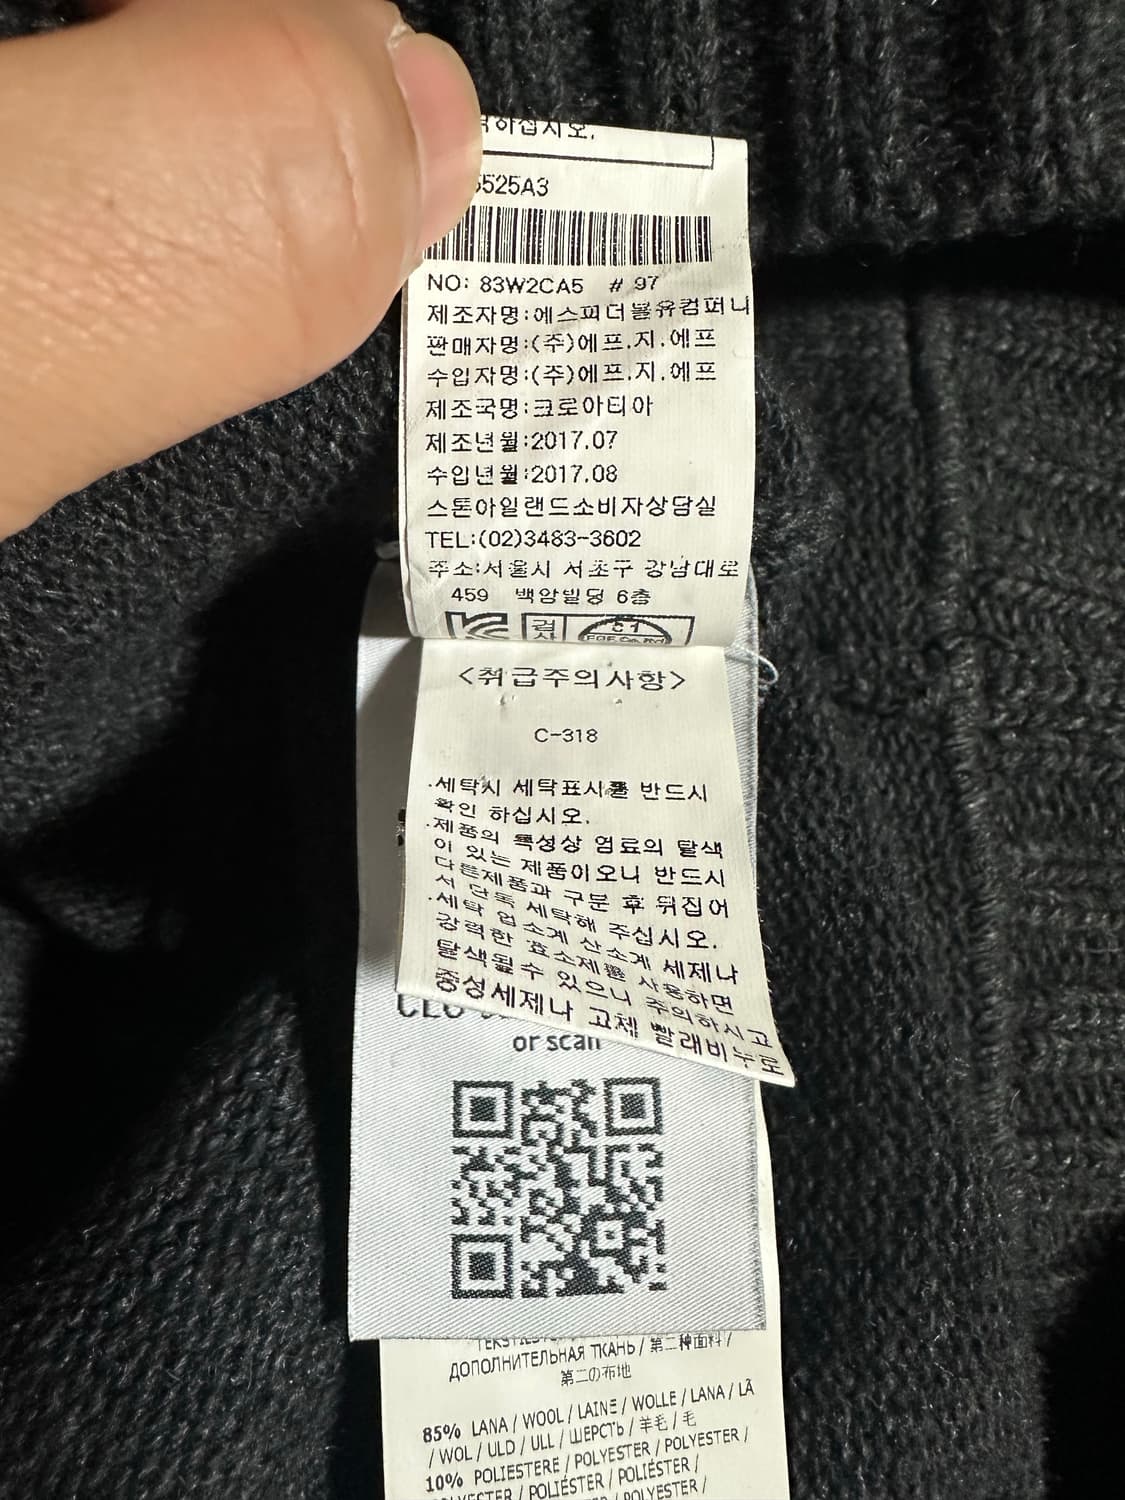 하십시오.
5525A3
NO: 83W2CA5 # 97
제조자명:에스피더블유컴퍼니
판매자명:(주)에프.지.에프
수입자명:(주)에프.지.에프
제조국명:크로아티아
제조년월:2017.07
수입년월:2017.08
스톤아일랜드소비자상담실
TEL:(02)3483-3602
주소:서울시 서초구 강남대로
459 백암빌딩 6층
검사
01
<취급주의사항>
C-318
.세탁시 세탁표시를 반드시
확인 하십시오.
.제품의 특성상 염료의 탈색
이 있는 제품이오니 반드시
다른제품과 구분 후 뒤집어
서 단독 세탁해 주십시오.
.세탁 업소게 산소게 세제나
강력한 효소제를 사용하면
탈색될수 있으니 주의하시고
중성세제나 고체 빨래비누로
or scan
ДОПОЛНИТЕЛЬНАЯ ТКАНЬ / 第二种面料 /
第二の布地
85% LANA / WOOL / LAINE / WOLLE / LANA / LÃ
/ WOL / ULD / ULL / ШЕРСТЬ / 羊毛 / 毛
10% POLIESTERE / POLYESTER / POLYESTER /
POLYESTER / POLIÉSTER / POLIÉSTER /